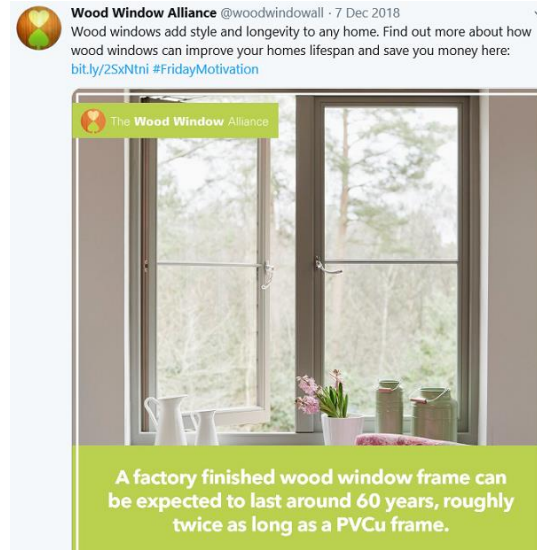 Wood Window Alliance @woodwindowall · 7 Dec 2018
Wood windows add style and longevity to any home. Find out more about how
wood windows can improve your homes lifespan and save you money here:
bit.ly/2SxNtni #FridayMotivation
The Wood Window Alliance
A factory finished wood window frame can
be expected to last around 60 years, roughly
twice as long as a PVCu frame.